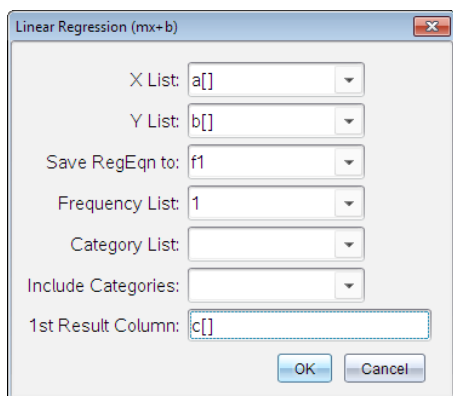 Linear Regression (mx+b)
X List: a[]
Y List: b[]
Save RegEqn to: f1
Frequency List: 1
Category List:
Include Categories:
1st Result Column: c[]
OK Cancel